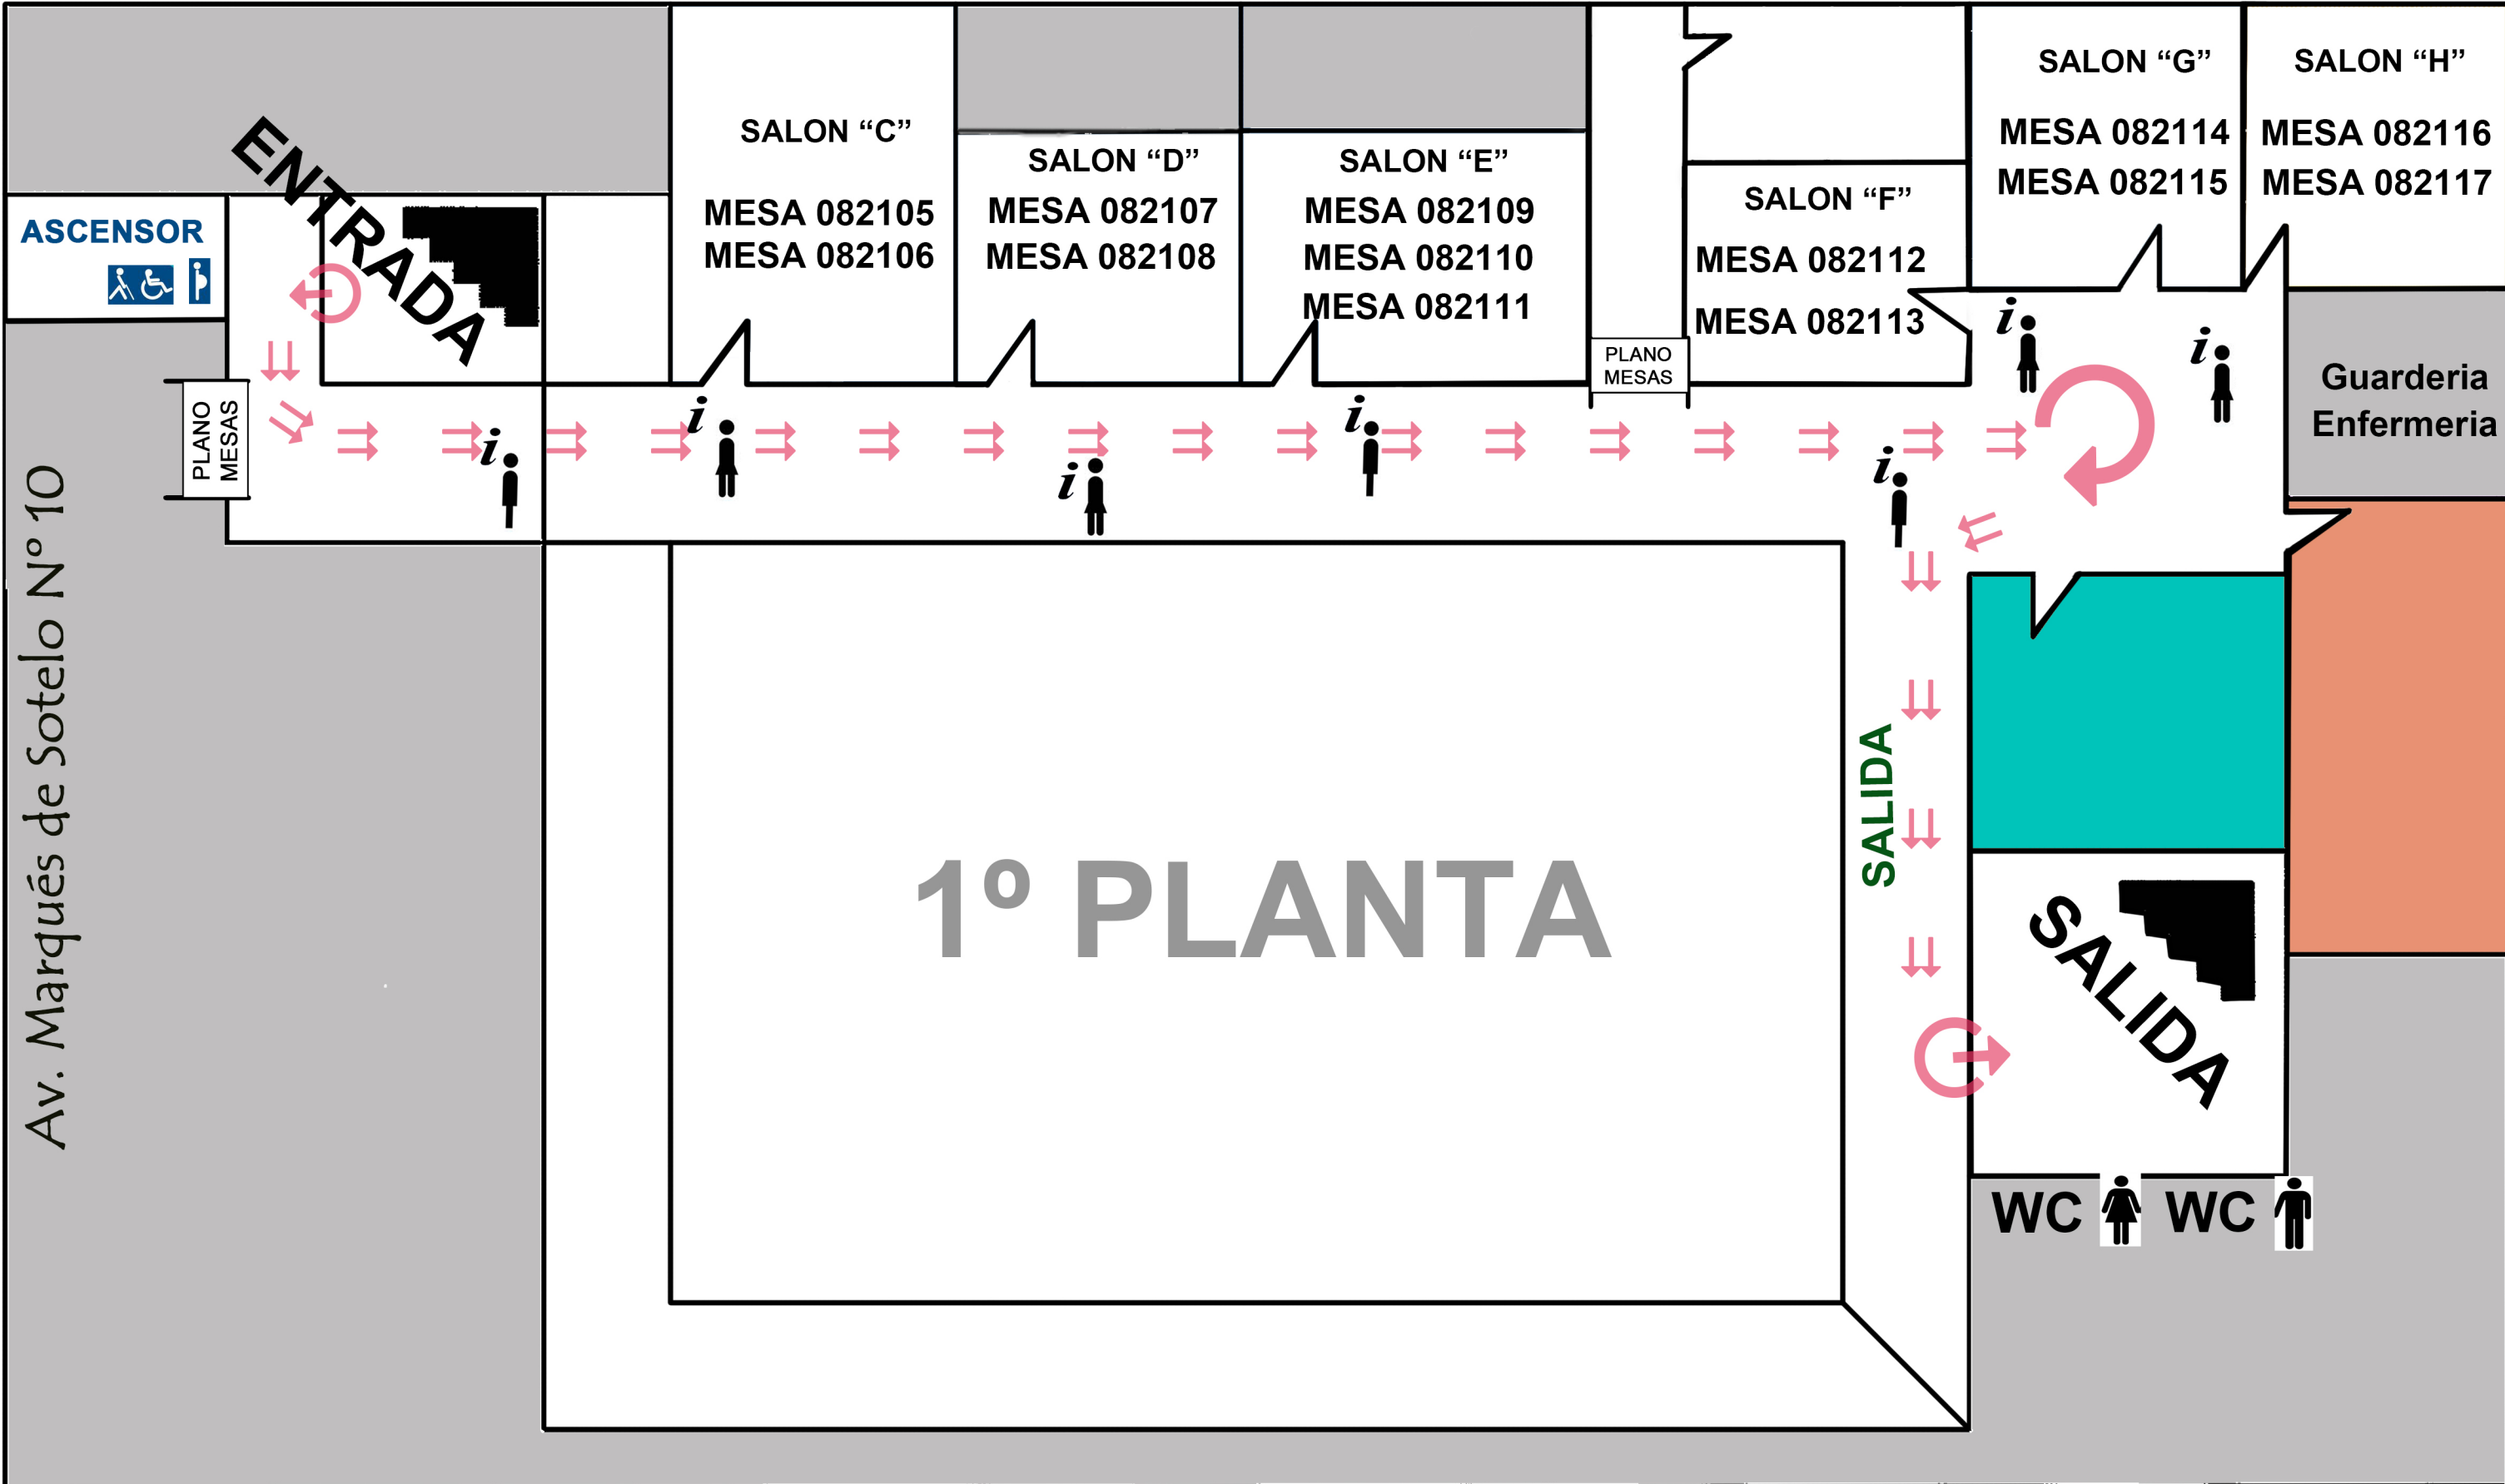 SALON “C”
MESA 082105
MESA 082106
SALON “D”
MESA 082107
MESA 082108
SALON “E”
MESA 082109
MESA 082110
MESA 082111
SALON “F”
MESA 082112
MESA 082113
SALON “G”
MESA 082114
MESA 082115
SALON “H”
MESA 082116
MESA 082117
ENTRADA
ASCENSOR
PLANO
MESAS
PLANO
MESAS
i
i
i
i
i
i
i
Guarderia
Enfermeria
Av. Marqués de Sotelo Nº 10
1º PLANTA
SALIDA
SALIDA
WC WC